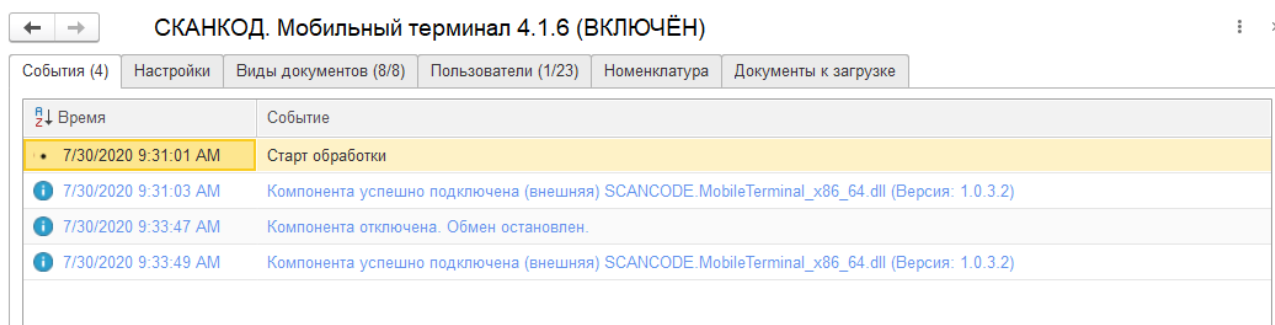 СКАНКОД. Мобильный терминал 4.1.6 (ВКЛЮЧЁН)
События (4) Настройки Виды документов (8/8) Пользователи (1/23) Номенклатура Документы к загрузке
Время Событие
7/30/2020 9:31:01 AM Старт обработки
7/30/2020 9:31:03 AM Компонента успешно подключена (внешняя) SCANCODE.MobileTerminal_x86_64.dll (Версия: 1.0.3.2)
7/30/2020 9:33:47 AM Компонента отключена. Обмен остановлен.
7/30/2020 9:33:49 AM Компонента успешно подключена (внешняя) SCANCODE.MobileTerminal_x86_64.dll (Версия: 1.0.3.2)